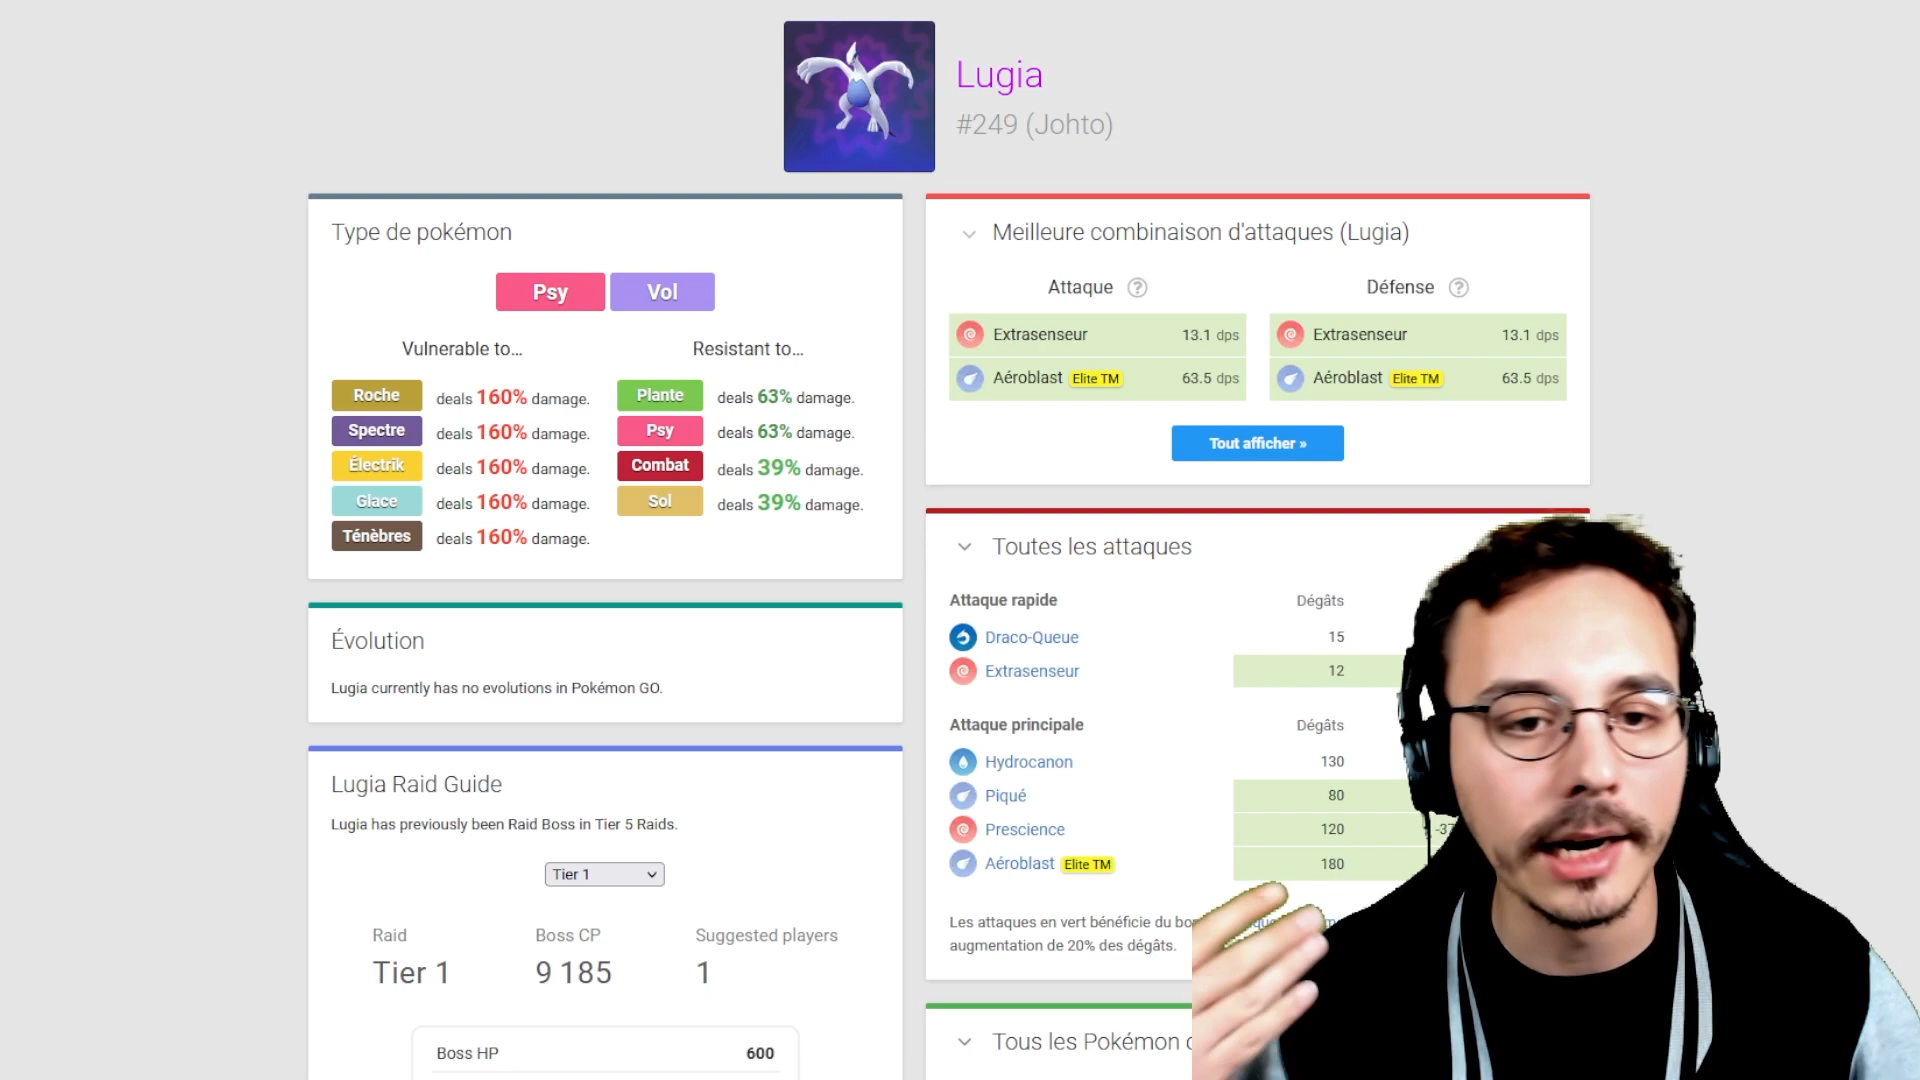 Lugia
#249 (Johto)
Type de pokémon
Psy Vol
Vulnerable to... Resistant to...
Roche deals 160% damage. Plante deals 63% damage.
Spectre deals 160% damage. Psy deals 63% damage.
Électrik deals 160% damage. Combat deals 39% damage.
Glace deals 160% damage. Sol deals 39% damage.
Ténèbres deals 160% damage.
Évolution
Lugia currently has no evolutions in Pokémon GO.
Lugia Raid Guide
Lugia has previously been Raid Boss in Tier 5 Raids.
Tier 1
Raid Boss CP Suggested players
Tier 1 9 185 1
Boss HP 600
Meilleure combinaison d'attaques (Lugia)
Attaque ? Défense ?
Extrasenseur 13.1 dps Extrasenseur 13.1 dps
Aéroblast Elite TM 63.5 dps Aéroblast Elite TM 63.5 dps
Tout afficher »
Toutes les attaques
Attaque rapide Dégâts
Draco-Queue 15
Extrasenseur 12
Attaque principale Dégâts
Hydrocanon 130
Piqué 80
Prescience 120
Aéroblast Elite TM 180
Les attaques en vert bénéficie du
augmentation de 20% des dégâts.
Tous les Pokémon